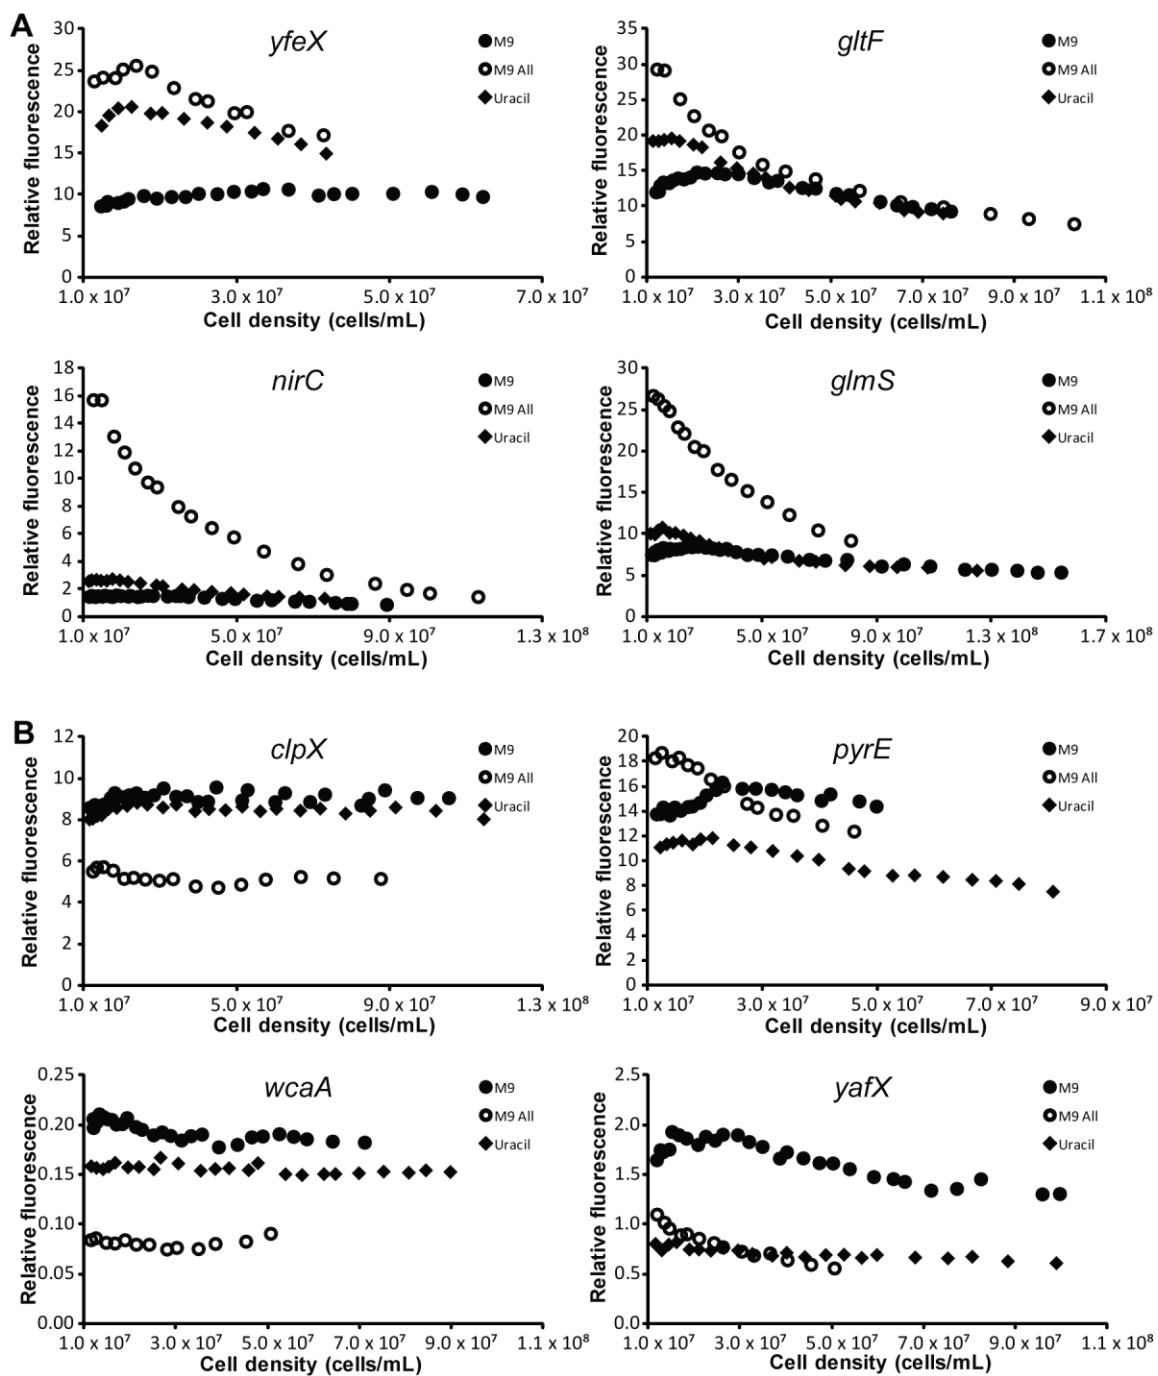 A
yfeX
M9
M9 All
Uracil
Relative fluorescence
30
25
20
15
10
5
0
1.0 x 10⁷ 3.0 x 10⁷ 5.0 x 10⁷ 7.0 x 10⁷
Cell density (cells/mL)
gltF
M9
M9 All
Uracil
Relative fluorescence
35
30
25
20
15
10
5
0
1.0 x 10⁷ 3.0 x 10⁷ 5.0 x 10⁷ 7.0 x 10⁷ 9.0 x 10⁷ 1.1 x 10⁸
Cell density (cells/mL)
nirC
M9
M9 All
Uracil
Relative fluorescence
18
16
14
12
10
8
6
4
2
0
1.0 x 10⁷ 5.0 x 10⁷ 9.0 x 10⁷ 1.3 x 10⁸
Cell density (cells/mL)
glmS
M9
M9 All
Uracil
Relative fluorescence
30
25
20
15
10
5
0
1.0 x 10⁷ 5.0 x 10⁷ 9.0 x 10⁷ 1.3 x 10⁸ 1.7 x 10⁸
Cell density (cells/mL)
B
clpX
M9
M9 All
Uracil
Relative fluorescence
12
10
8
6
4
2
0
1.0 x 10⁷ 5.0 x 10⁷ 9.0 x 10⁷ 1.3 x 10⁸
Cell density (cells/mL)
pyrE
M9
M9 All
Uracil
Relative fluorescence
20
18
16
14
12
10
8
6
4
2
0
1.0 x 10⁷ 3.0 x 10⁷ 5.0 x 10⁷ 7.0 x 10⁷ 9.0 x 10⁷
Cell density (cells/mL)
wcaA
M9
M9 All
Uracil
Relative fluorescence
0.25
0.20
0.15
0.10
0.05
0.00
1.0 x 10⁷ 3.0 x 10⁷ 5.0 x 10⁷ 7.0 x 10⁷ 9.0 x 10⁷ 1.1 x 10⁸
Cell density (cells/mL)
yafX
M9
M9 All
Uracil
Relative fluorescence
2.5
2.0
1.5
1.0
0.5
0.0
1.0 x 10⁷ 3.0 x 10⁷ 5.0 x 10⁷ 7.0 x 10⁷ 9.0 x 10⁷ 1.1 x 10⁸
Cell density (cells/mL)